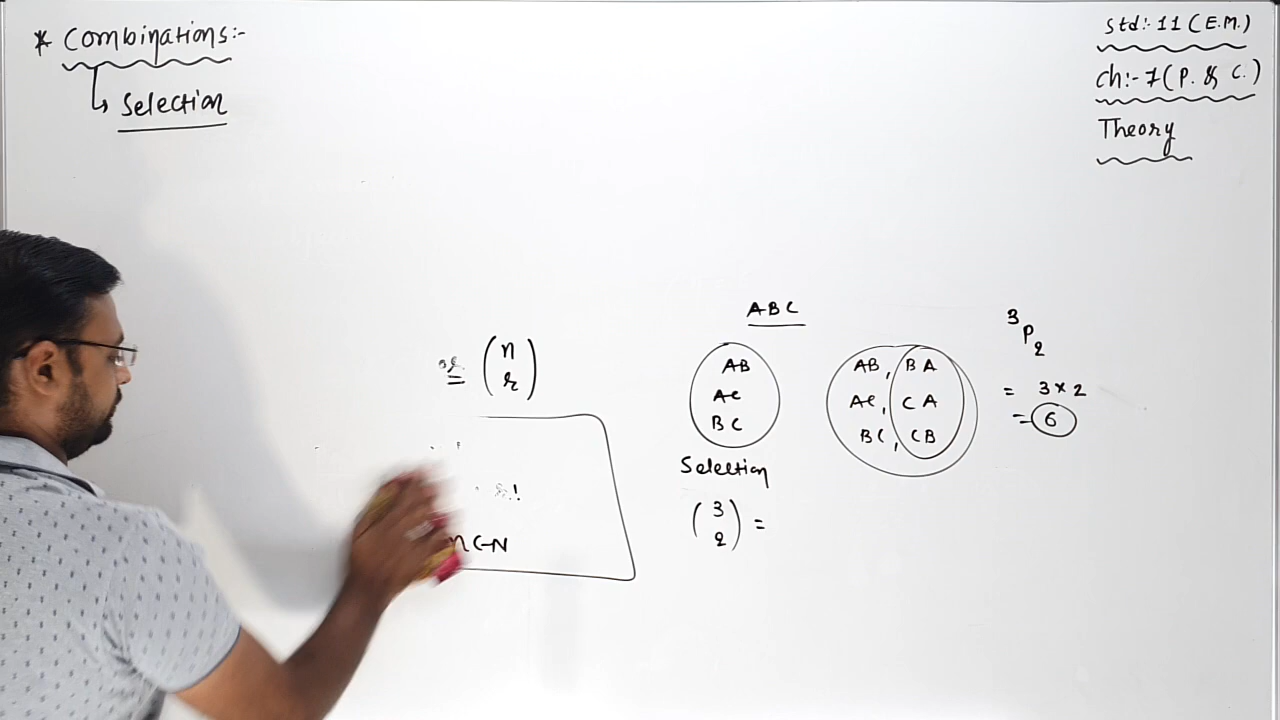 * Combinations:-
Selection
Std:- 11 (E.M.)
Ch:- 7 (P. & C.)
Theory
or (n r)
r!
n ∈ N
ABC
AB
AC
BC
Selection
(3 2) =
AB, BA
AC, CA
BC, CB
3P2
= 3 × 2
= 6